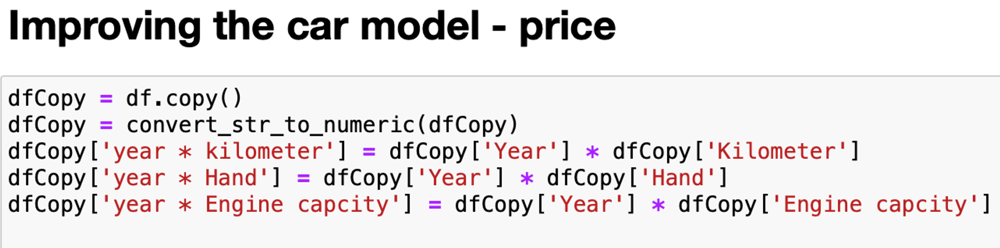 Improving the car model - price
dfCopy = df.copy()
dfCopy = convert_str_to_numeric(dfCopy)
dfCopy['year * kilometer'] = dfCopy['Year'] * dfCopy['Kilometer']
dfCopy['year * Hand'] = dfCopy['Year'] * dfCopy['Hand']
dfCopy['year * Engine capcity'] = dfCopy['Year'] * dfCopy['Engine capcity']